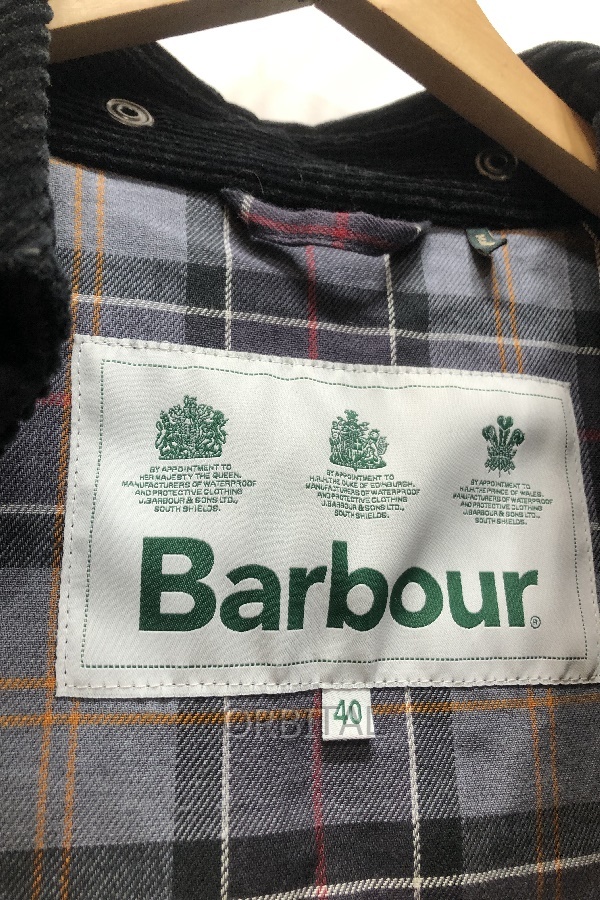 BY APPOINTMENT TO
HER MAJESTY THE QUEEN.
MANUFACTURERS OF WATERPROOF
AND PROTECTIVE CLOTHING
J.BARBOUR & SONS LTD.,
SOUTH SHIELDS.
BY APPOINTMENT TO
H.R.H. THE DUKE OF EDINBURGH.
MANUFACTURERS OF WATERPROOF
AND PROTECTIVE CLOTHING
J.BARBOUR & SONS LTD.,
SOUTH SHIELDS.
BY APPOINTMENT TO
H.R.H. THE PRINCE OF WALES.
MANUFACTURERS OF WATERPROOF
AND PROTECTIVE CLOTHING
J.BARBOUR & SONS LTD.,
SOUTH SHIELDS.
Barbour®
40
ORBITAL